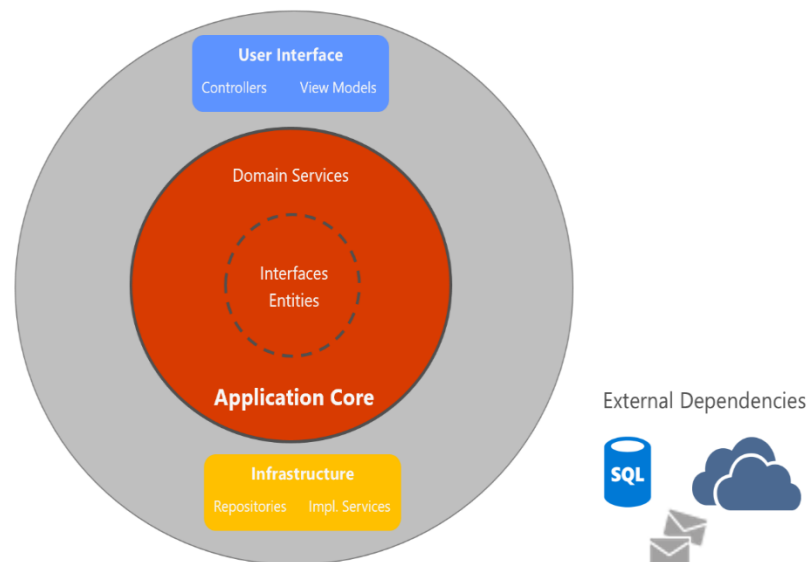 User Interface
Controllers View Models
Domain Services
Interfaces
Entities
Application Core
Infrastructure
Repositories Impl. Services
External Dependencies
SQL